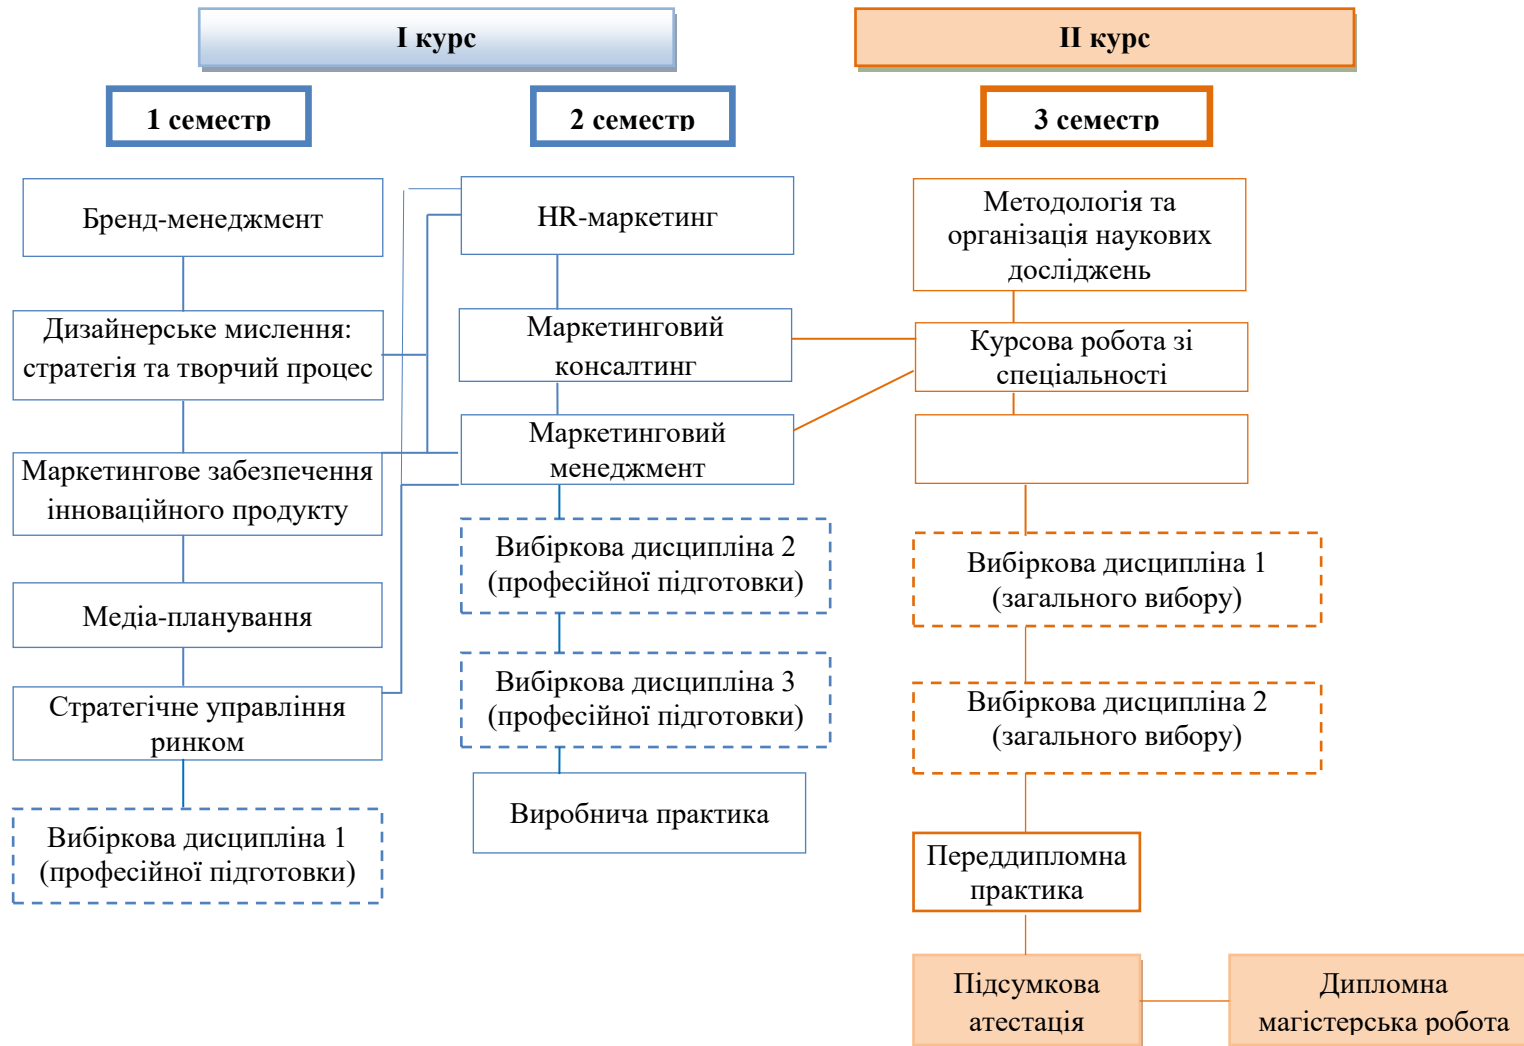 I курс
II курс
1 семестр
2 семестр
3 семестр
Бренд-менеджмент
Дизайнерське мислення:
стратегія та творчий процес
Маркетингове забезпечення
інноваційного продукту
Медіа-планування
Стратегічне управління
ринком
Вибіркова дисципліна 1
(професійної підготовки)
HR-маркетинг
Маркетинговий
консалтинг
Маркетинговий
менеджмент
Вибіркова дисципліна 2
(професійної підготовки)
Вибіркова дисципліна 3
(професійної підготовки)
Виробнича практика
Методологія та
організація наукових
досліджень
Курсова робота зі
спеціальності
Вибіркова дисципліна 1
(загального вибору)
Вибіркова дисципліна 2
(загального вибору)
Переддипломна
практика
Підсумкова
атестація
Дипломна
магістерська робота